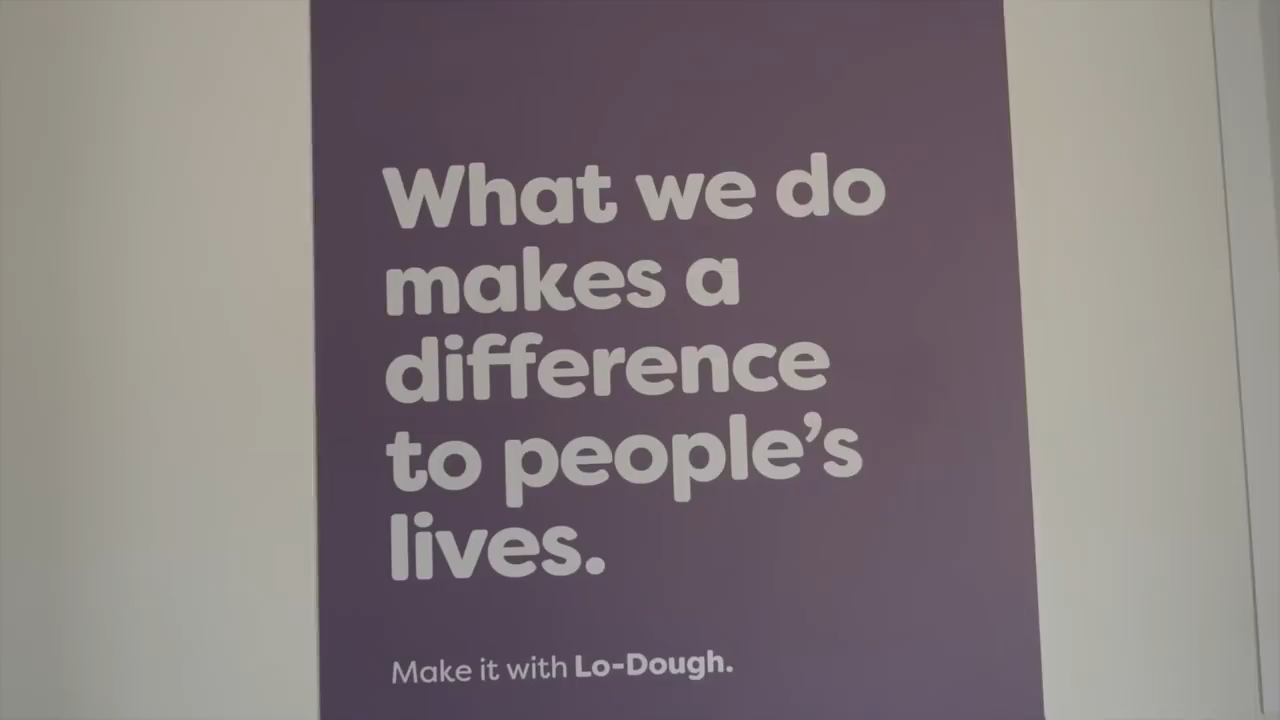 What we do
makes a
difference
to people’s
lives.
Make it with Lo-Dough.